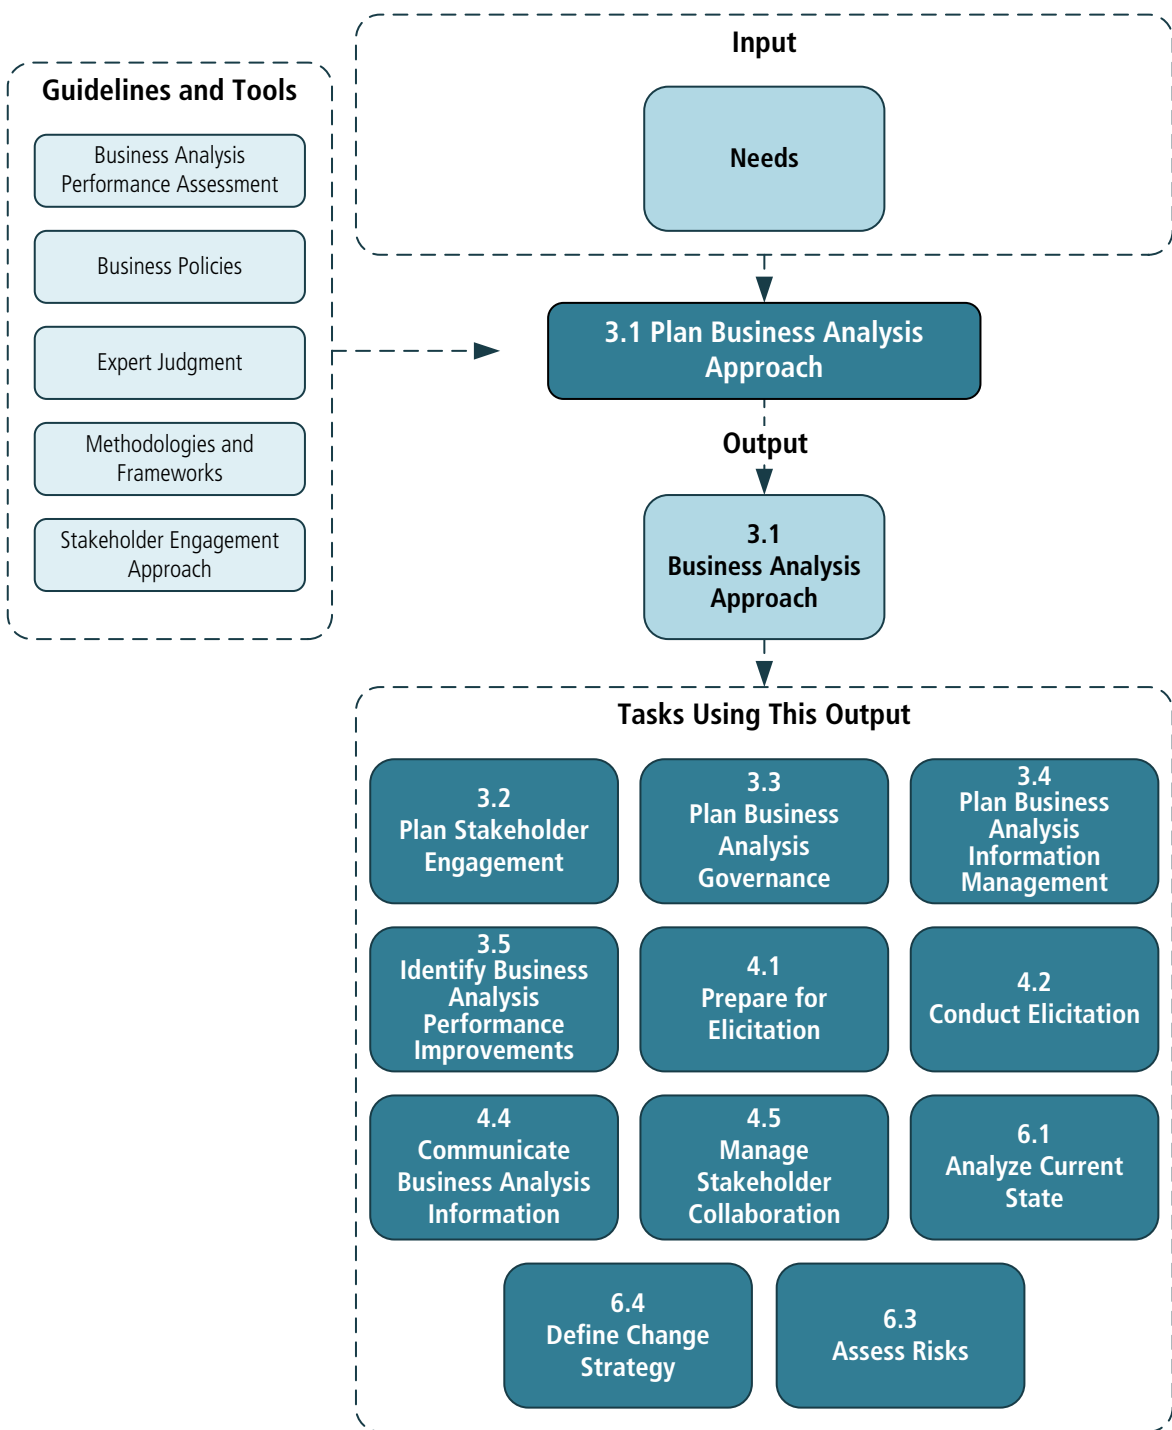 Input
Needs
Guidelines and Tools
Business Analysis
Performance Assessment
Business Policies
Expert Judgment
Methodologies and
Frameworks
Stakeholder Engagement
Approach
3.1 Plan Business Analysis
Approach
Output
3.1
Business Analysis
Approach
Tasks Using This Output
3.2
Plan Stakeholder
Engagement
3.3
Plan Business
Analysis
Governance
3.4
Plan Business
Analysis
Information
Management
3.5
Identify Business
Analysis
Performance
Improvements
4.1
Prepare for
Elicitation
4.2
Conduct Elicitation
4.4
Communicate
Business Analysis
Information
4.5
Manage
Stakeholder
Collaboration
6.1
Analyze Current
State
6.4
Define Change
Strategy
6.3
Assess Risks